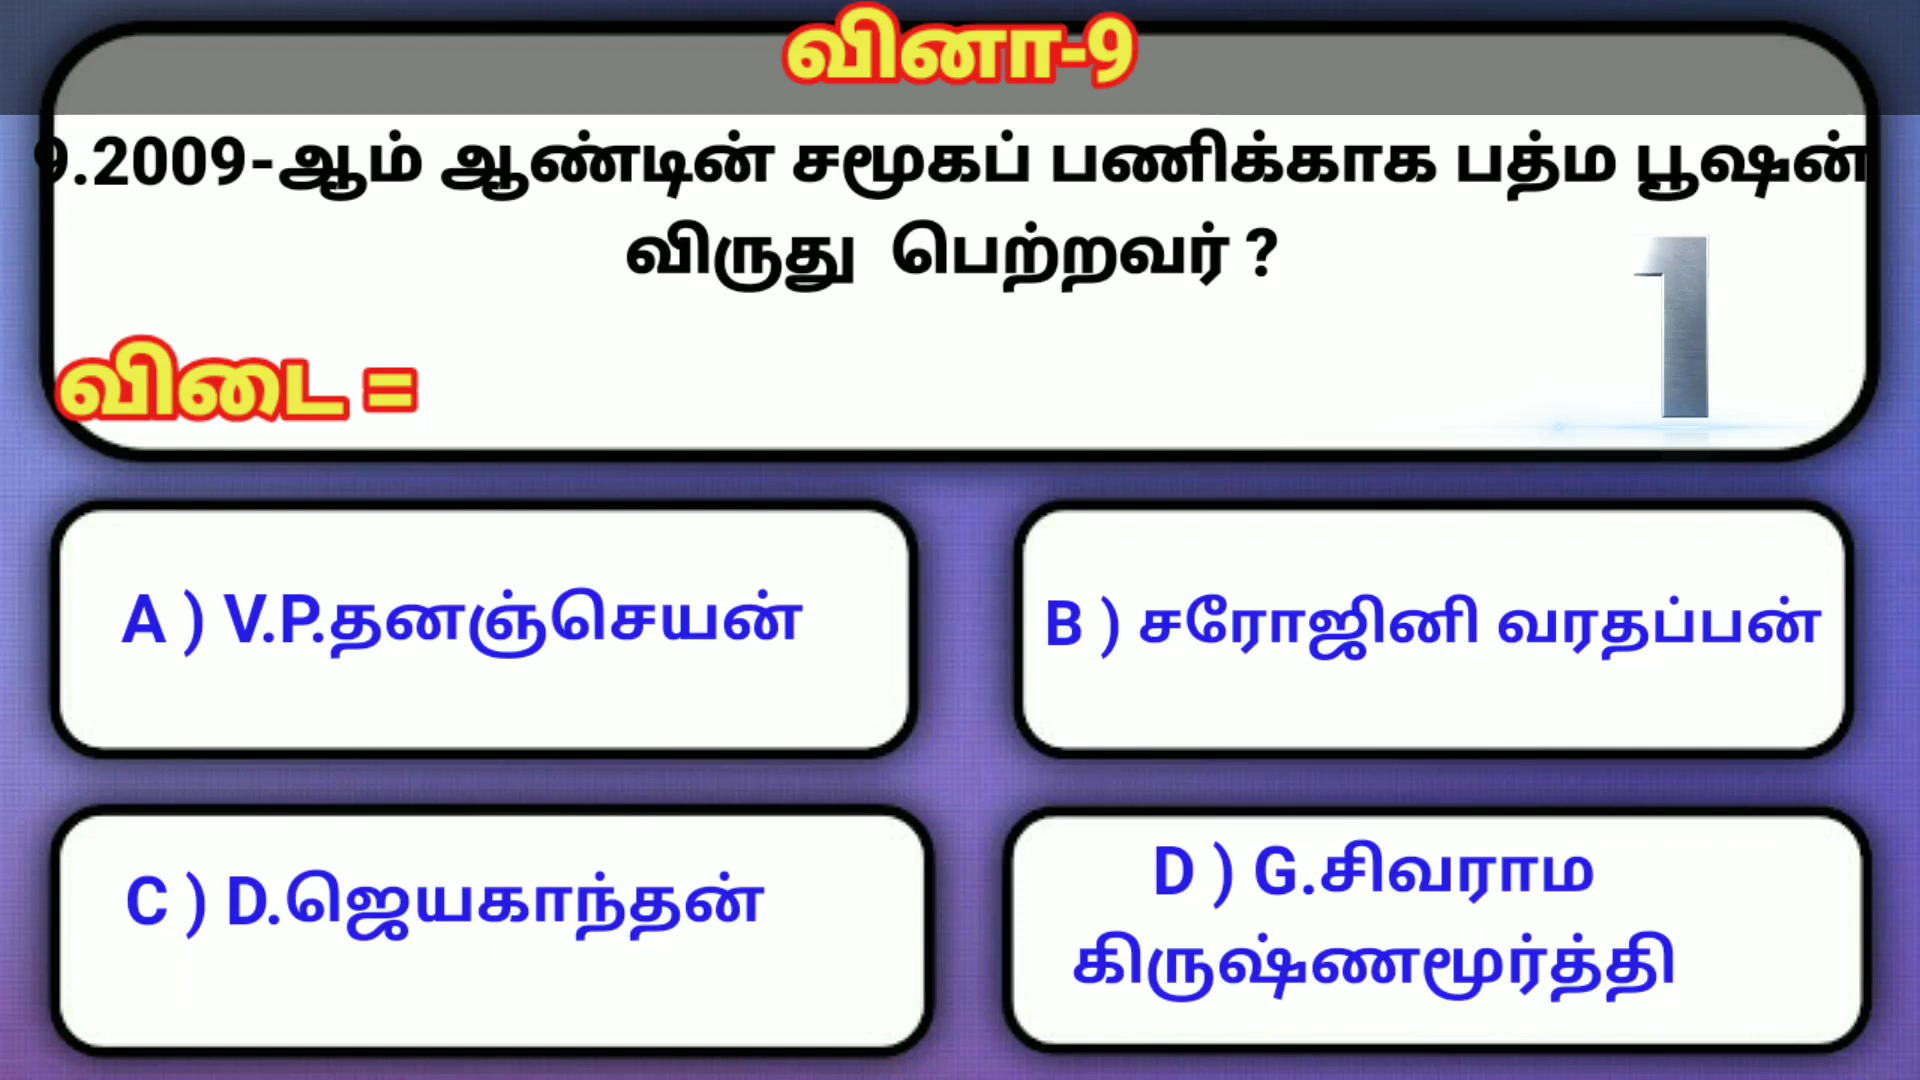 வினா-9
9.2009-ஆம் ஆண்டின் சமூகப் பணிக்காக பத்ம பூஷன்
விருது பெற்றவர் ?
1
விடை =
A ) V.P.தனஞ்செயன்
B ) சரோஜினி வரதப்பன்
C ) D.ஜெயகாந்தன்
D ) G.சிவராம
கிருஷ்ணமூர்த்தி